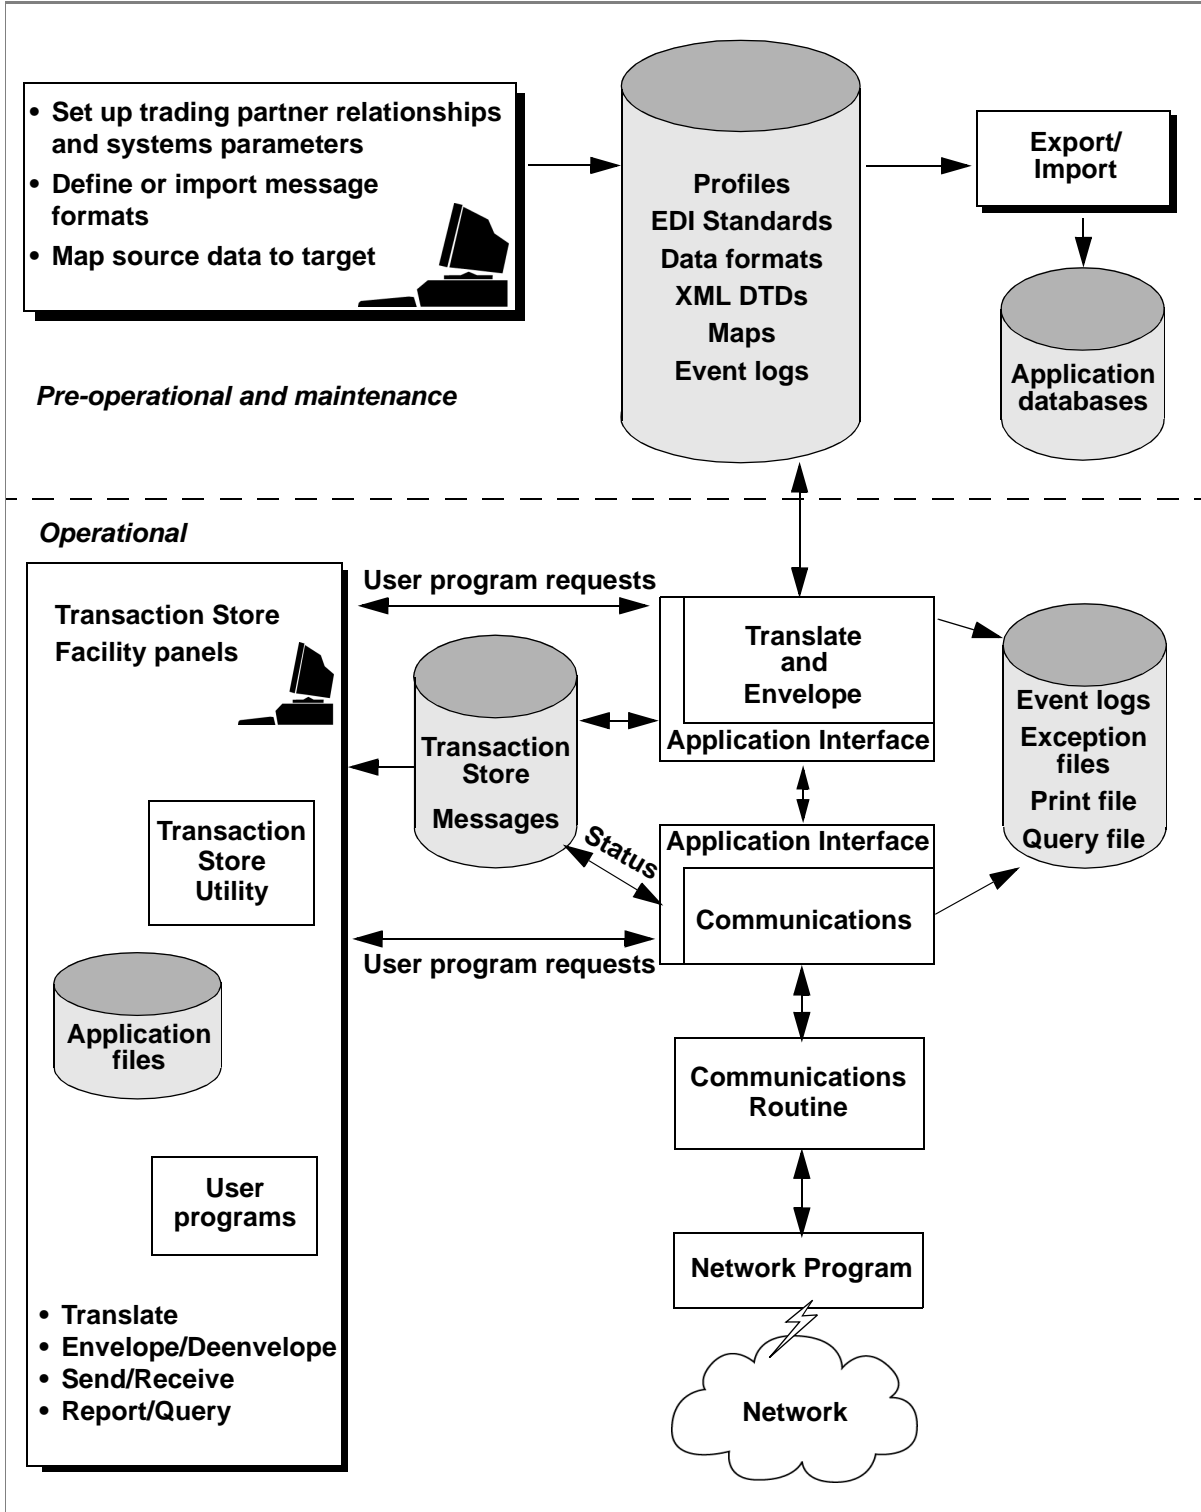 • Set up trading partner relationships
and systems parameters
• Define or import message
formats
• Map source data to target
Pre-operational and maintenance
Profiles
EDI Standards
Data formats
XML DTDs
Maps
Event logs
Export/
Import
Application
databases
Operational
Transaction Store
Facility panels
Transaction
Store
Utility
Application
files
User
programs
• Translate
• Envelope/Deenvelope
• Send/Receive
• Report/Query
User program requests
Transaction
Store
Messages
Status
User program requests
Translate
and
Envelope
Application Interface
Application Interface
Communications
Event logs
Exception
files
Print file
Query file
Communications
Routine
Network Program
Network